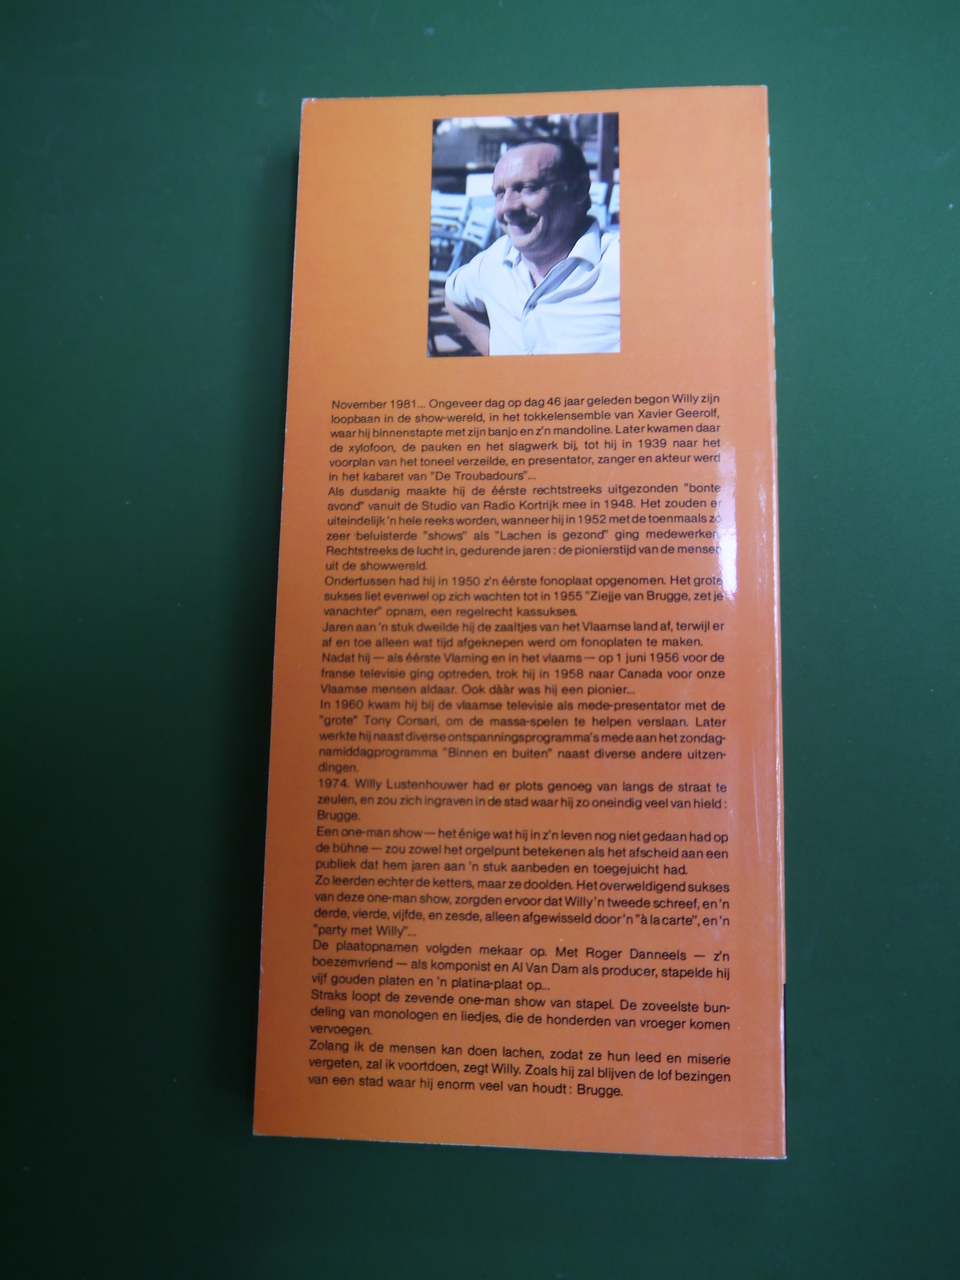 November 1981... Ongeveer dag op dag 46 jaar geleden begon Willy zijn
loopbaan in de show-wereld, in het tokkelensemble van Xavier Geerolf,
waar hij binnenstapte met zijn banjo en z'n mandoline. Later kwamen daar
de xylofoon, de pauken en het slagwerk bij, tot hij in 1939 naar het
voorplan van het toneel verzeilde, en presentator, zanger en akteur werd
in het kabaret van "De Troubadours"...
Als dusdanig maakte hij de éérste rechtstreeks uitgezonden "bonte
avond" vanuit de Studio van Radio Kortrijk mee in 1948. Het zouden er
uiteindelijk 'n hele reeks worden, wanneer hij in 1952 met de toenmaals zo
zeer beluisterde "shows" als "Lachen is gezond" ging medewerken.
Rechtstreeks de lucht in, gedurende jaren : de pionierstijd van de mensen
uit de showwereld.
Ondertussen had hij in 1950 z'n éérste fonoplaat opgenomen. Het grote
sukses liet evenwel op zich wachten tot in 1955 "Ziejje van Brugge, zet je
vanachter" opnam, een regelrecht kassukses.
Jaren aan 'n stuk dweilde hij de zaaltjes van het Vlaamse land af, terwijl er
af en toe alleen wat tijd afgeknepen werd om fonoplaten te maken.
Nadat hij — als éérste Vlaming en in het vlaams — op 1 juni 1956 voor de
franse televisie ging optreden, trok hij in 1958 naar Canada voor onze
Vlaamse mensen aldaar. Ook dààr was hij een pionier...
In 1960 kwam hij bij de vlaamse televisie als mede-presentator met de
"grote" Tony Corsari, om de massa-spelen te helpen verslaan. Later
werkte hij naast diverse ontspanningsprogramma's mede aan het zondag-
namiddagprogramma "Binnen en buiten" naast diverse andere uitzen-
dingen.
1974. Willy Lustenhouwer had er plots genoeg van langs de straat te
zeulen, en zou zich ingraven in de stad waar hij zo oneindig veel van hield :
Brugge.
Een one-man show — het énige wat hij in z'n leven nog niet gedaan had op
de bühne — zou zowel het orgelpunt betekenen als het afscheid aan een
publiek dat hem jaren aan 'n stuk aanbeden en toegejuicht had.
Zo leerden echter de ketters, maar ze doolden. Het overweldigend sukses
van deze one-man show, zorgden ervoor dat Willy 'n tweede schreef, en 'n
derde, vierde, vijfde, en zesde, alleen afgewisseld door 'n "à la carte", en 'n
"party met Willy"...
De plaatopnamen volgden mekaar op. Met Roger Danneels — z'n
boezemvriend — als komponist en Al Van Dam als producer, stapelde hij
vijf gouden platen en 'n platina-plaat op...
Straks loopt de zevende one-man show van stapel. De zoveelste bun-
deling van monologen en liedjes, die de honderden van vroeger komen
vervoegen.
Zolang ik de mensen kan doen lachen, zodat ze hun leed en miserie
vergeten, zal ik voortdoen, zegt Willy. Zoals hij zal blijven de lof bezingen
van een stad waar hij enorm veel van houdt : Brugge.